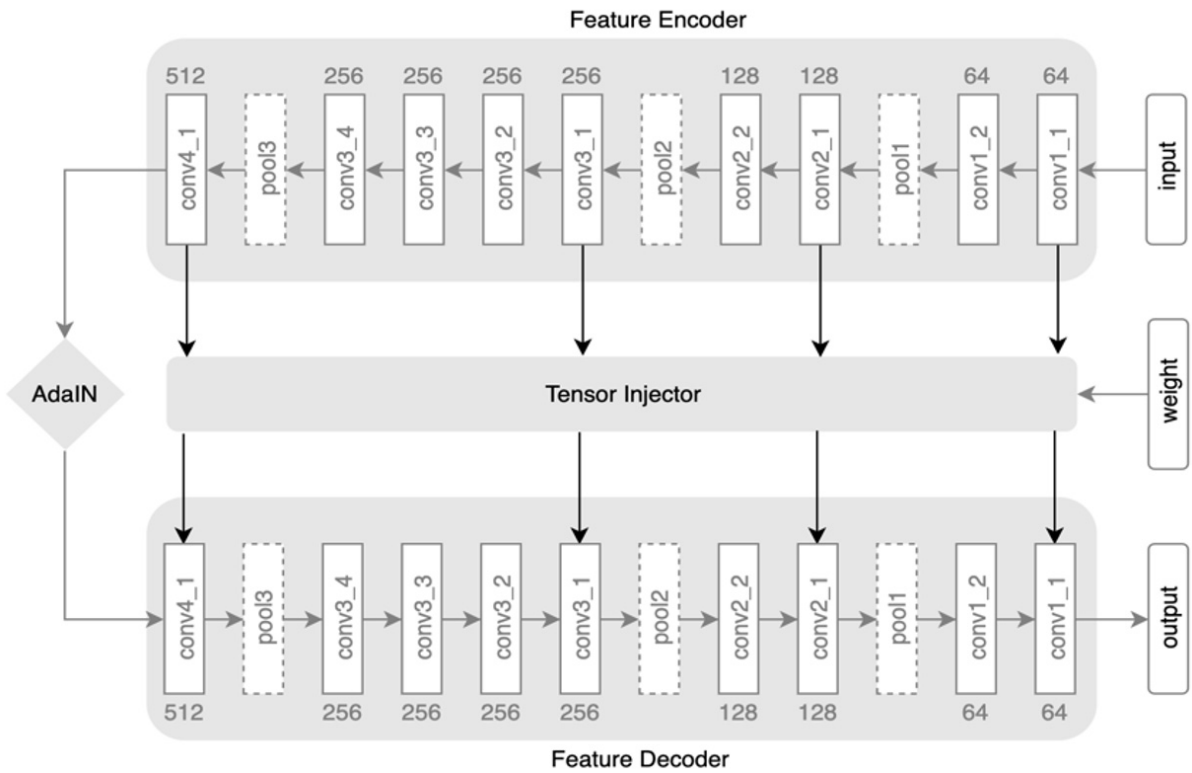 Feature Encoder
512 256 256 256 256 128 128 64 64
conv4_1 pool3 conv3_4 conv3_3 conv3_2 conv3_1 pool2 conv2_2 conv2_1 pool1 conv1_2 conv1_1 input
AdaIN Tensor Injector weight
conv4_1 pool3 conv3_4 conv3_3 conv3_2 conv3_1 pool2 conv2_2 conv2_1 pool1 conv1_2 conv1_1 output
512 256 256 256 256 128 128 64 64
Feature Decoder